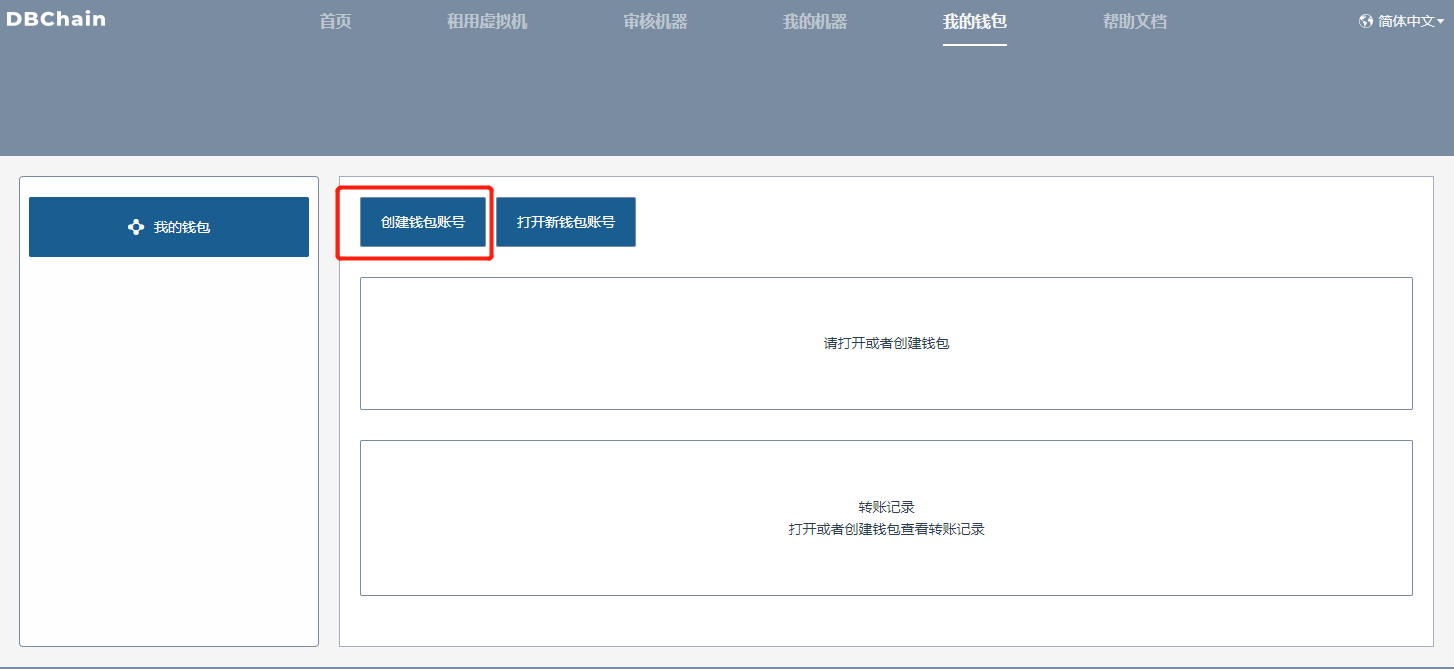 DBChain
首页
租用虚拟机
审核机器
我的机器
我的钱包
帮助文档
简体中文
我的钱包
创建钱包账号
打开新钱包账号
请打开或者创建钱包
转账记录
打开或者创建钱包查看转账记录